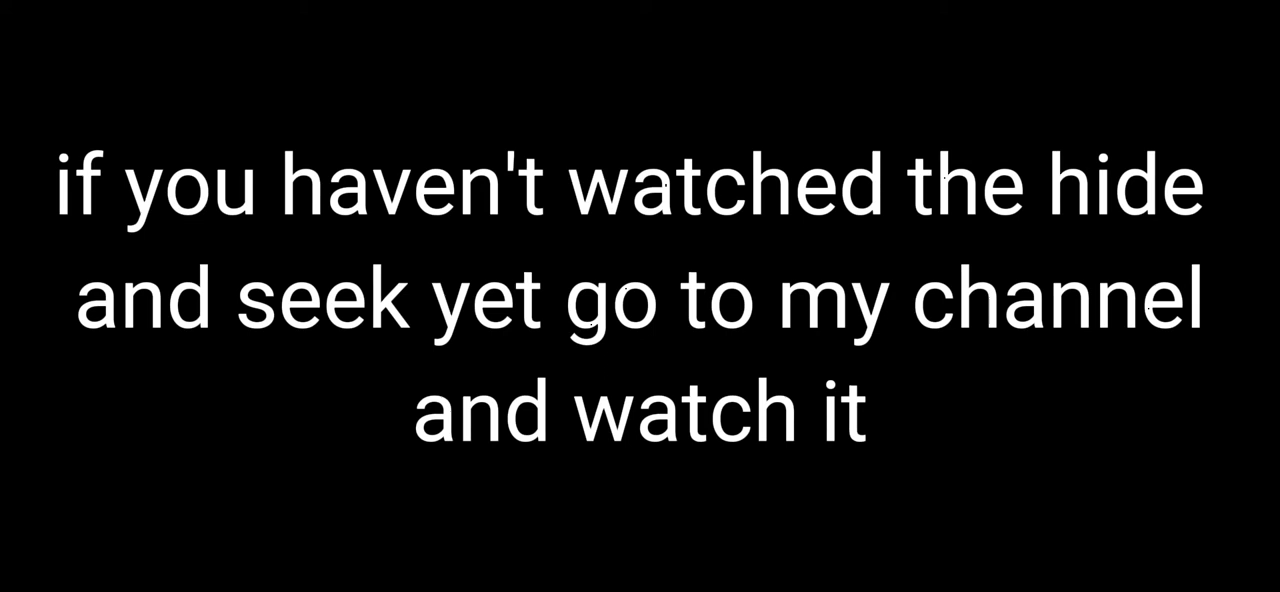 if you haven't watched the hide
and seek yet go to my channel
and watch it